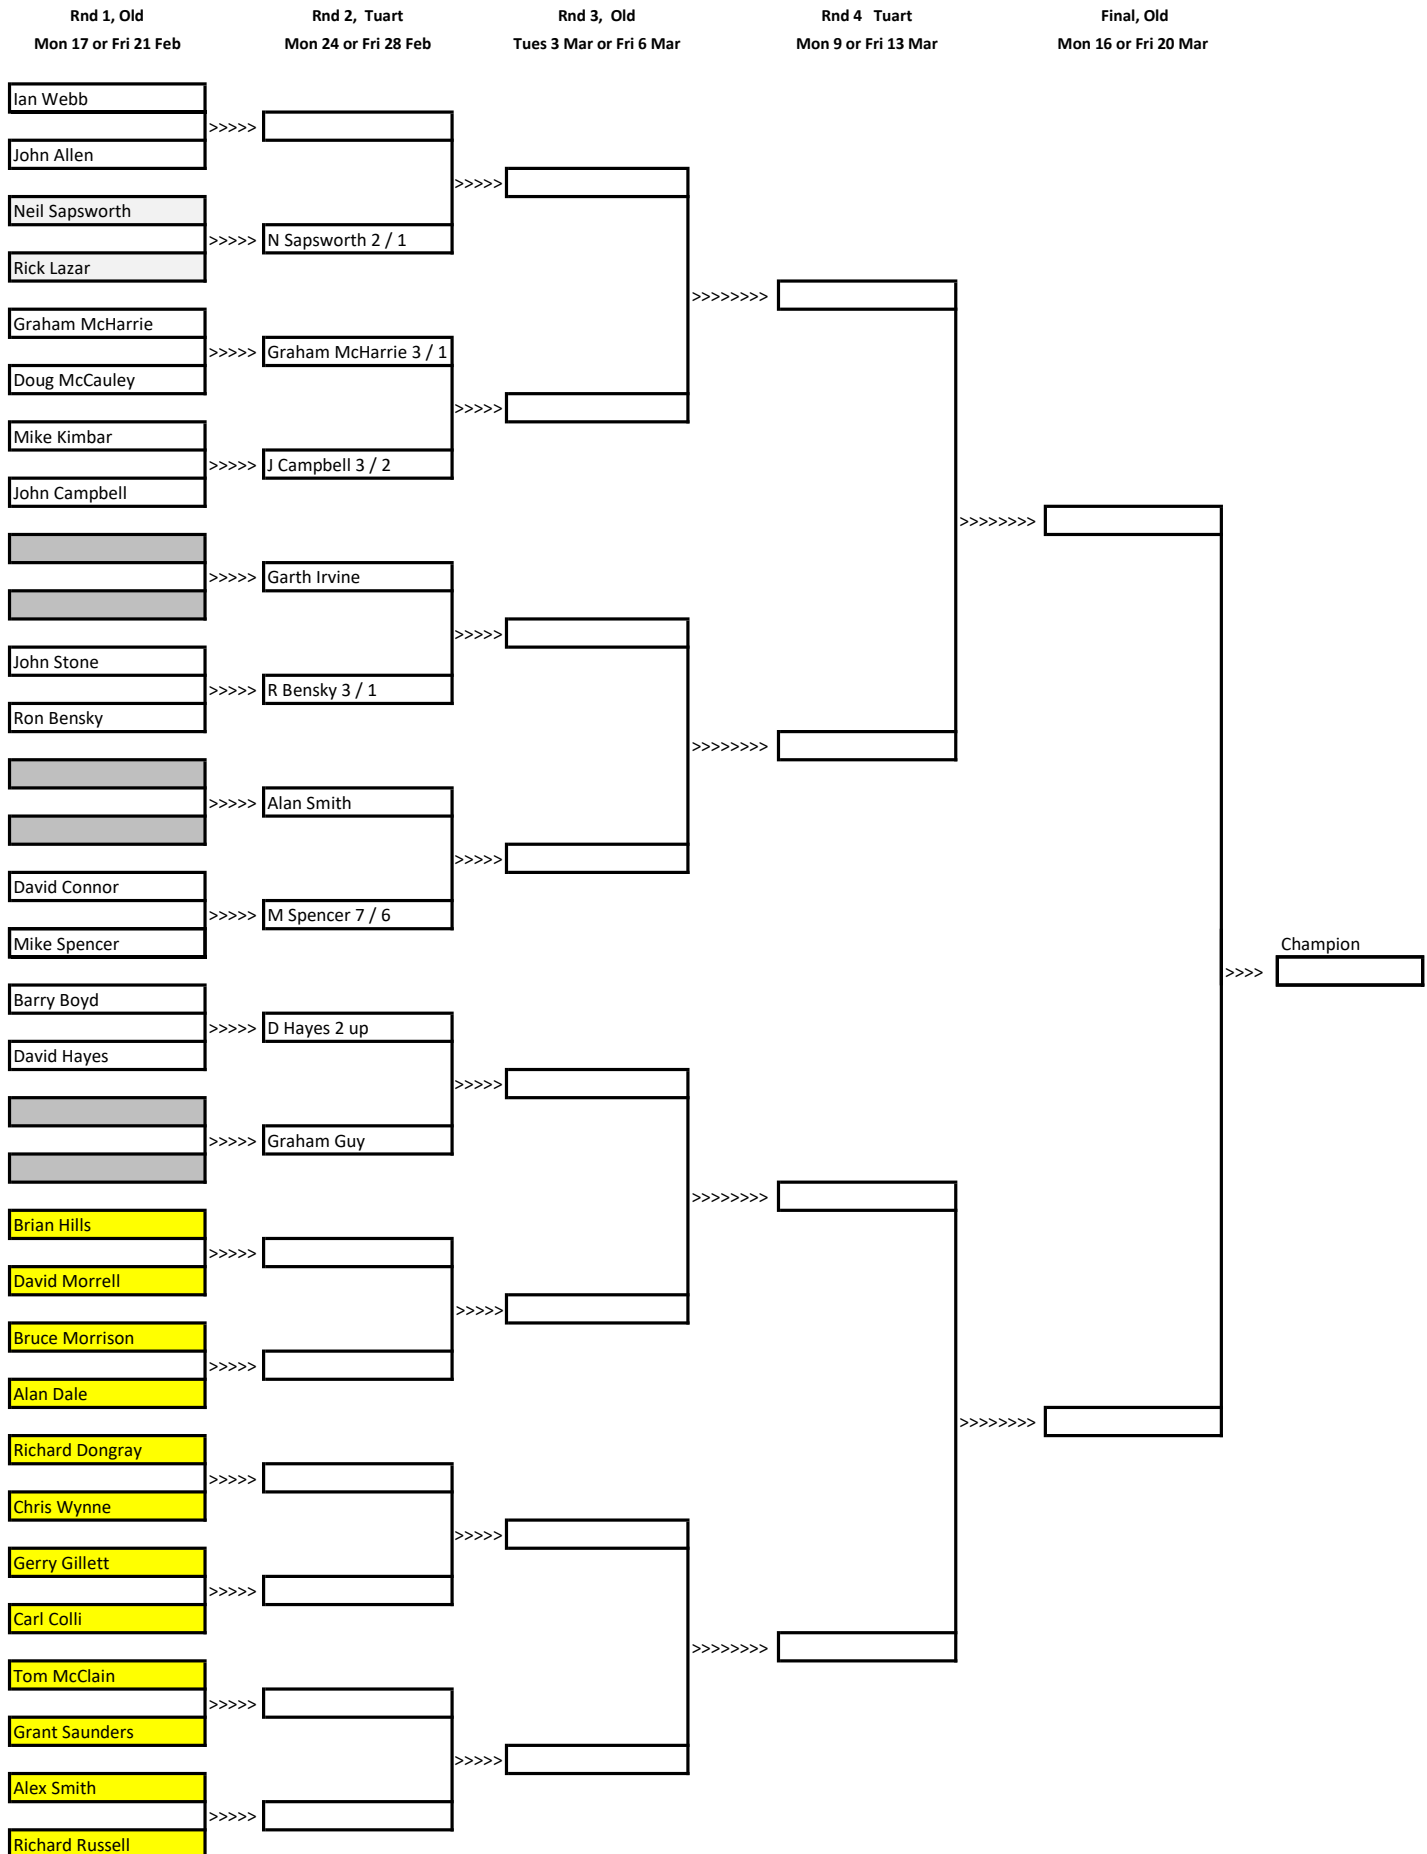 Rnd 1, Old Rnd 2, Tuart Rnd 3, Old Rnd 4 Tuart Final, Old
Mon 17 or Fri 21 Feb Mon 24 or Fri 28 Feb Tues 3 Mar or Fri 6 Mar Mon 9 or Fri 13 Mar Mon 16 or Fri 20 Mar
Ian Webb
>>>>>
John Allen
>>>>>
Neil Sapsworth
>>>>> N Sapsworth 2 / 1
Rick Lazar
>>>>>>>>
Graham McHarrie
>>>>> Graham McHarrie 3 / 1
Doug McCauley
>>>>>
Mike Kimbar
>>>>> J Campbell 3 / 2
John Campbell
>>>>>>>>
>>>>> Garth Irvine
>>>>>
John Stone
>>>>> R Bensky 3 / 1
Ron Bensky
>>>>>>>>
>>>>> Alan Smith
>>>>>
David Connor
>>>>> M Spencer 7 / 6
Mike Spencer Champion
>>>>
Barry Boyd
>>>>> D Hayes 2 up
David Hayes
>>>>>
>>>>> Graham Guy
>>>>>>>>
Brian Hills
>>>>>
David Morrell
>>>>>
Bruce Morrison
>>>>>
Alan Dale
>>>>>>>>
Richard Dongray
>>>>>
Chris Wynne
>>>>>
Gerry Gillett
>>>>>
Carl Colli
>>>>>>>>
Tom McClain
>>>>>
Grant Saunders
>>>>>
Alex Smith
>>>>>
Richard Russell